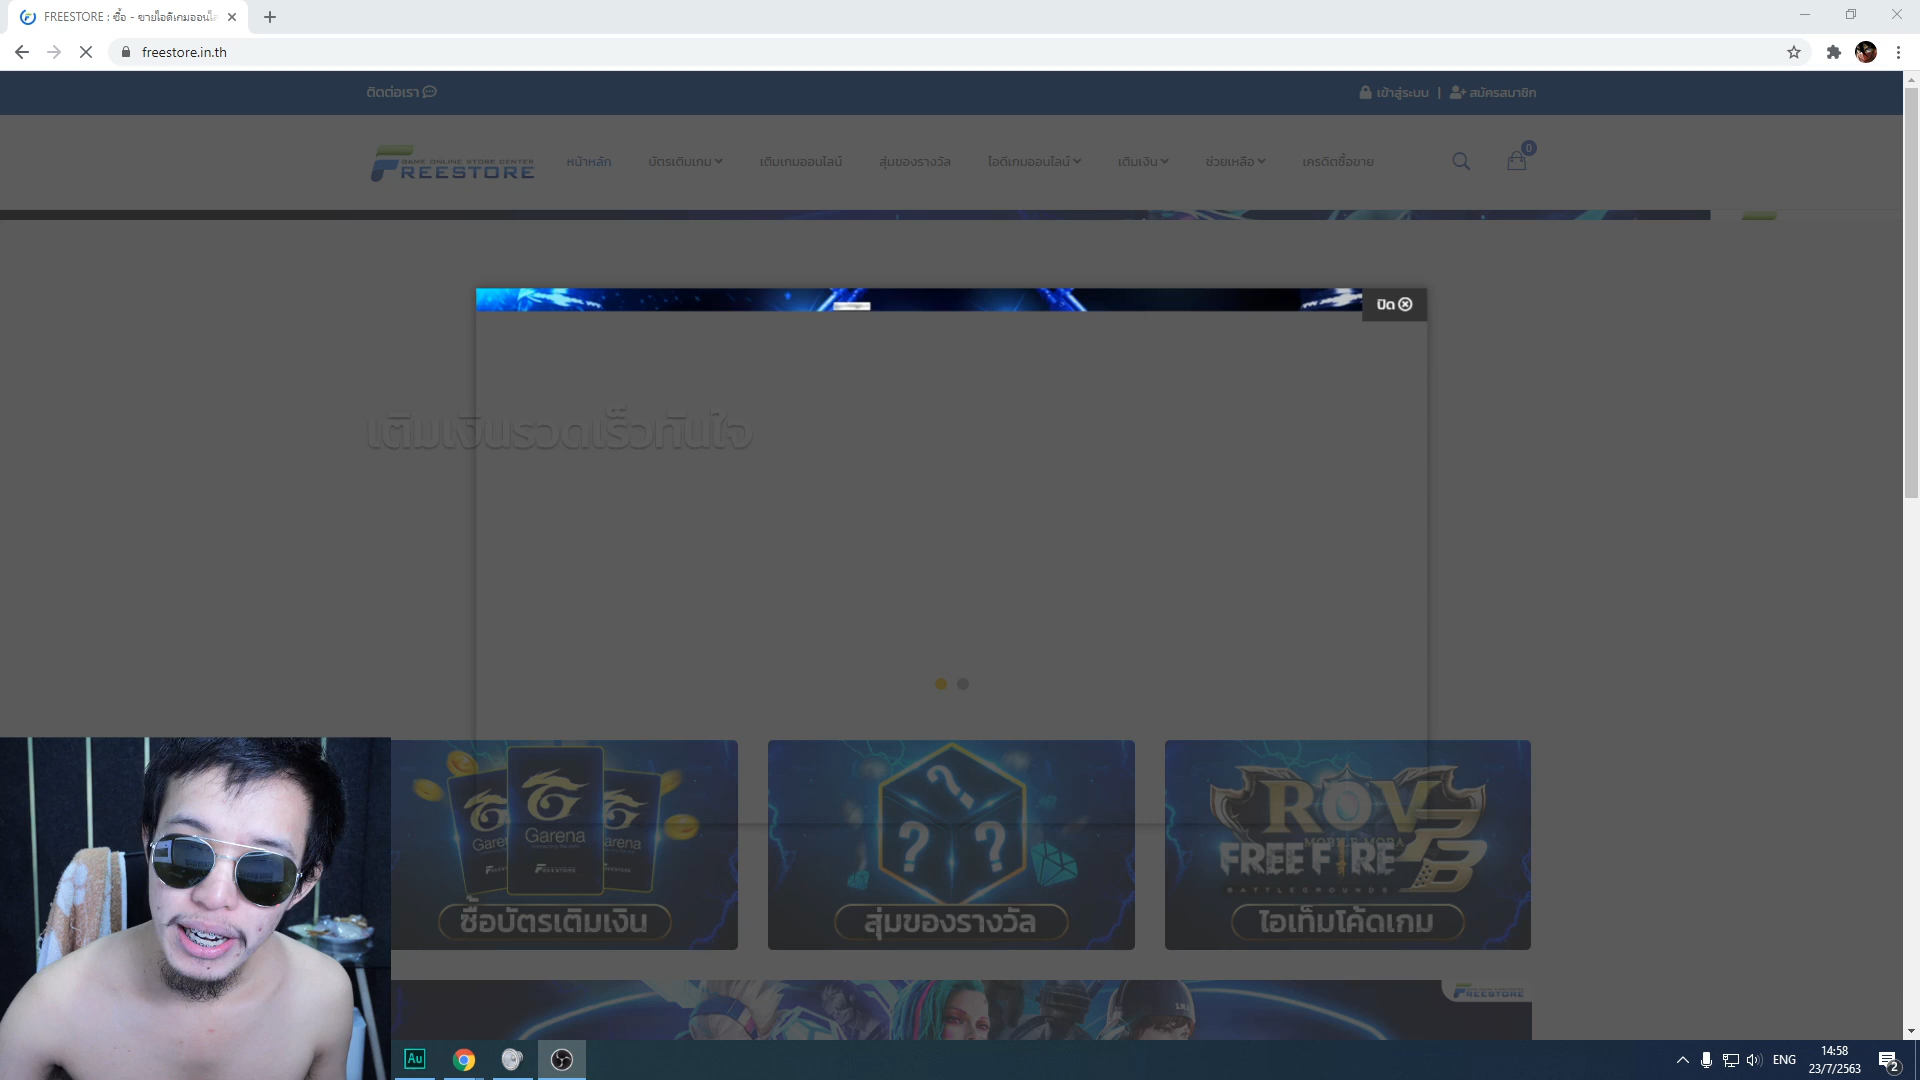 FREESTORE : ซื้อ - ขายไอดีเกมออนไล
freestore.in.th
ติดต่อเรา
เข้าสู่ระบบ | สมัครสมาชิก
GAME ONLINE STORE CENTER
FREESTORE
หน้าหลัก บัตรเติมเกม เติมเกมออนไลน์ สุ่มของรางวัล ไอดีเกมออนไลน์ เติมเงิน ช่วยเหลือ เครดิตซื้อขาย
0
ปิด
เติมเงินรวดเร็วทันใจ
Garena Garena Garena
FREESTORE
ซื้อบัตรเติมเงิน
? ? ?
สุ่มของรางวัล
ROV
MOBILE MOBA
FREE FIRE
BATTLEGROUNDS
PB
ไอเท็มโค้ดเกม
FREESTORE
Au
ENG
14:58
23/7/2563
2